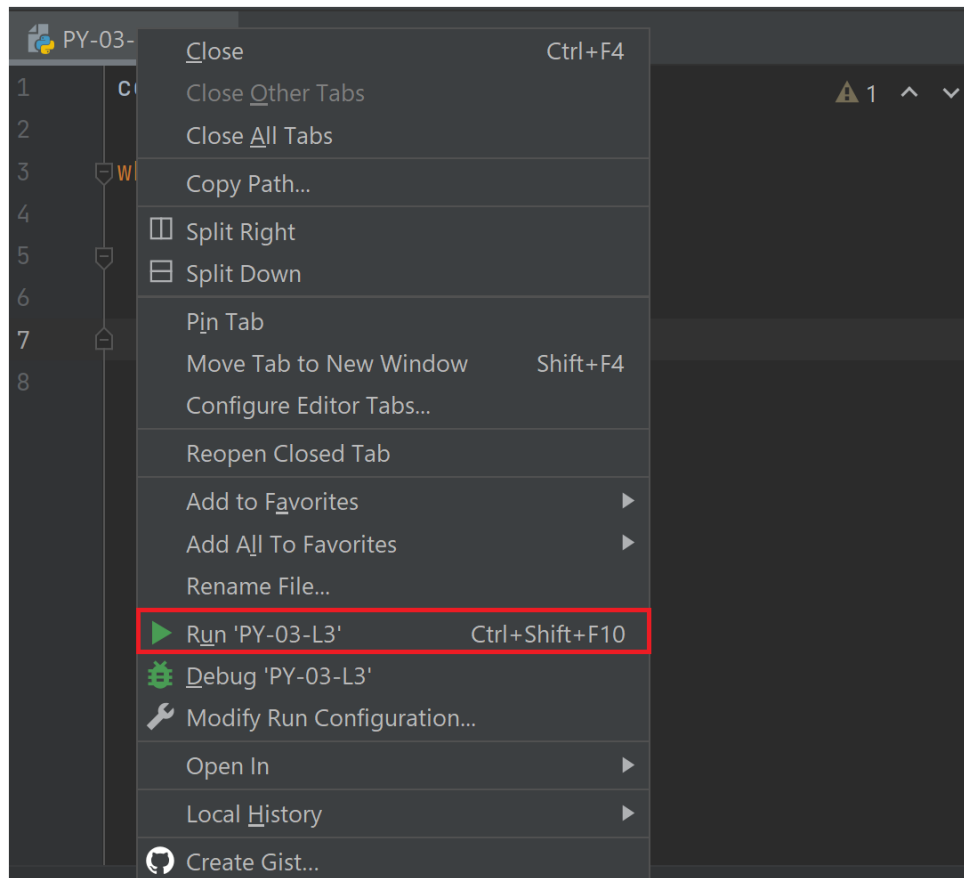 PY-03-
Close Ctrl+F4
1 1
Close Other Tabs
2
Close All Tabs
3
Copy Path...
4
Split Right
5
Split Down
6
Pin Tab
7
Move Tab to New Window Shift+F4
8
Configure Editor Tabs...
Reopen Closed Tab
Add to Favorites
Add All To Favorites
Rename File...
Run 'PY-03-L3' Ctrl+Shift+F10
Debug 'PY-03-L3'
Modify Run Configuration...
Open In
Local History
Create Gist...